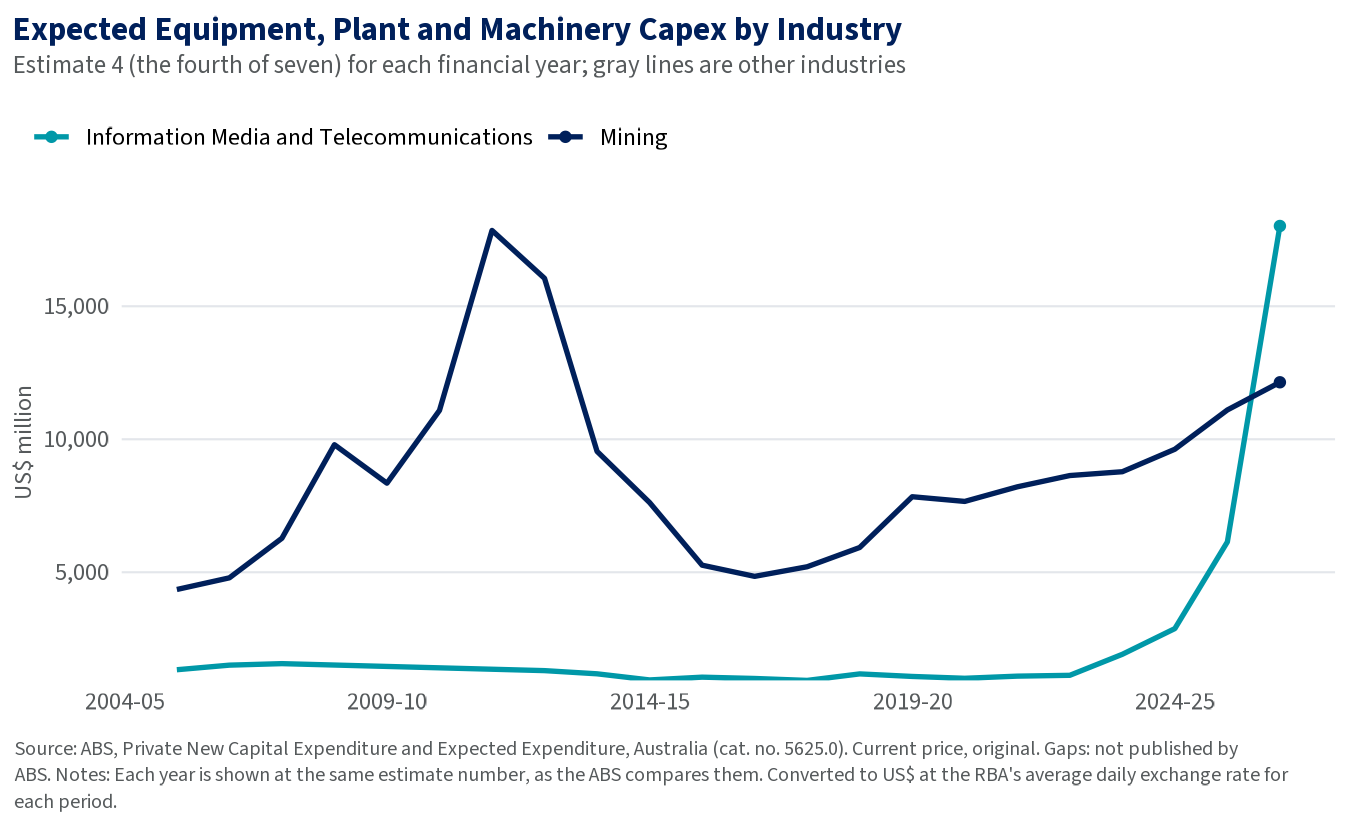 Expected Equipment, Plant and Machinery Capex by Industry
Estimate 4 (the fourth of seven) for each financial year; gray lines are other industries
Information Media and Telecommunications
Mining
US$ million
15,000
10,000
5,000
2004-05
2009-10
2014-15
2019-20
2024-25
Source: ABS, Private New Capital Expenditure and Expected Expenditure, Australia (cat. no. 5625.0). Current price, original. Gaps: not published by
ABS. Notes: Each year is shown at the same estimate number, as the ABS compares them. Converted to US$ at the RBA's average daily exchange rate for
each period.